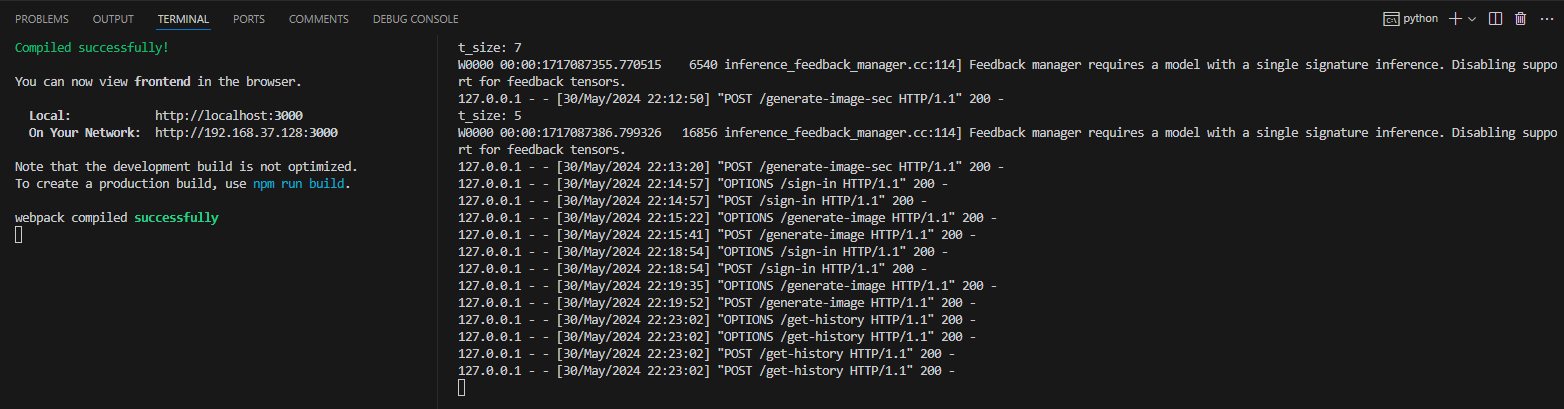 PROBLEMS OUTPUT TERMINAL PORTS COMMENTS DEBUG CONSOLE python
Compiled successfully!
You can now view frontend in the browser.
Local: http://localhost:3000
On Your Network: http://192.168.37.128:3000
Note that the development build is not optimized.
To create a production build, use npm run build.
webpack compiled successfully
t_size: 7
W0000 00:00:1717087355.770515 6540 inference_feedback_manager.cc:114] Feedback manager requires a model with a single signature inference. Disabling suppo
rt for feedback tensors.
127.0.0.1 - - [30/May/2024 22:12:50] "POST /generate-image-sec HTTP/1.1" 200 -
t_size: 5
W0000 00:00:1717087386.799326 16856 inference_feedback_manager.cc:114] Feedback manager requires a model with a single signature inference. Disabling suppo
rt for feedback tensors.
127.0.0.1 - - [30/May/2024 22:13:20] "POST /generate-image-sec HTTP/1.1" 200 -
127.0.0.1 - - [30/May/2024 22:14:57] "OPTIONS /sign-in HTTP/1.1" 200 -
127.0.0.1 - - [30/May/2024 22:14:57] "POST /sign-in HTTP/1.1" 200 -
127.0.0.1 - - [30/May/2024 22:15:22] "OPTIONS /generate-image HTTP/1.1" 200 -
127.0.0.1 - - [30/May/2024 22:15:41] "POST /generate-image HTTP/1.1" 200 -
127.0.0.1 - - [30/May/2024 22:18:54] "OPTIONS /sign-in HTTP/1.1" 200 -
127.0.0.1 - - [30/May/2024 22:18:54] "POST /sign-in HTTP/1.1" 200 -
127.0.0.1 - - [30/May/2024 22:19:35] "OPTIONS /generate-image HTTP/1.1" 200 -
127.0.0.1 - - [30/May/2024 22:19:52] "POST /generate-image HTTP/1.1" 200 -
127.0.0.1 - - [30/May/2024 22:23:02] "OPTIONS /get-history HTTP/1.1" 200 -
127.0.0.1 - - [30/May/2024 22:23:02] "OPTIONS /get-history HTTP/1.1" 200 -
127.0.0.1 - - [30/May/2024 22:23:02] "POST /get-history HTTP/1.1" 200 -
127.0.0.1 - - [30/May/2024 22:23:02] "POST /get-history HTTP/1.1" 200 -